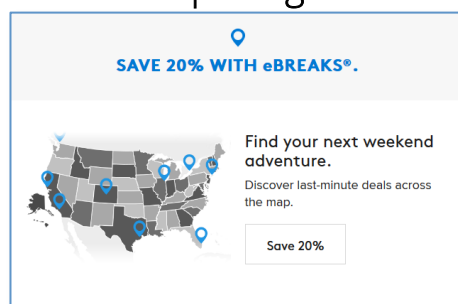 SAVE 20% WITH eBREAKS®.
Find your next weekend
adventure.
Discover last-minute deals across
the map.
Save 20%